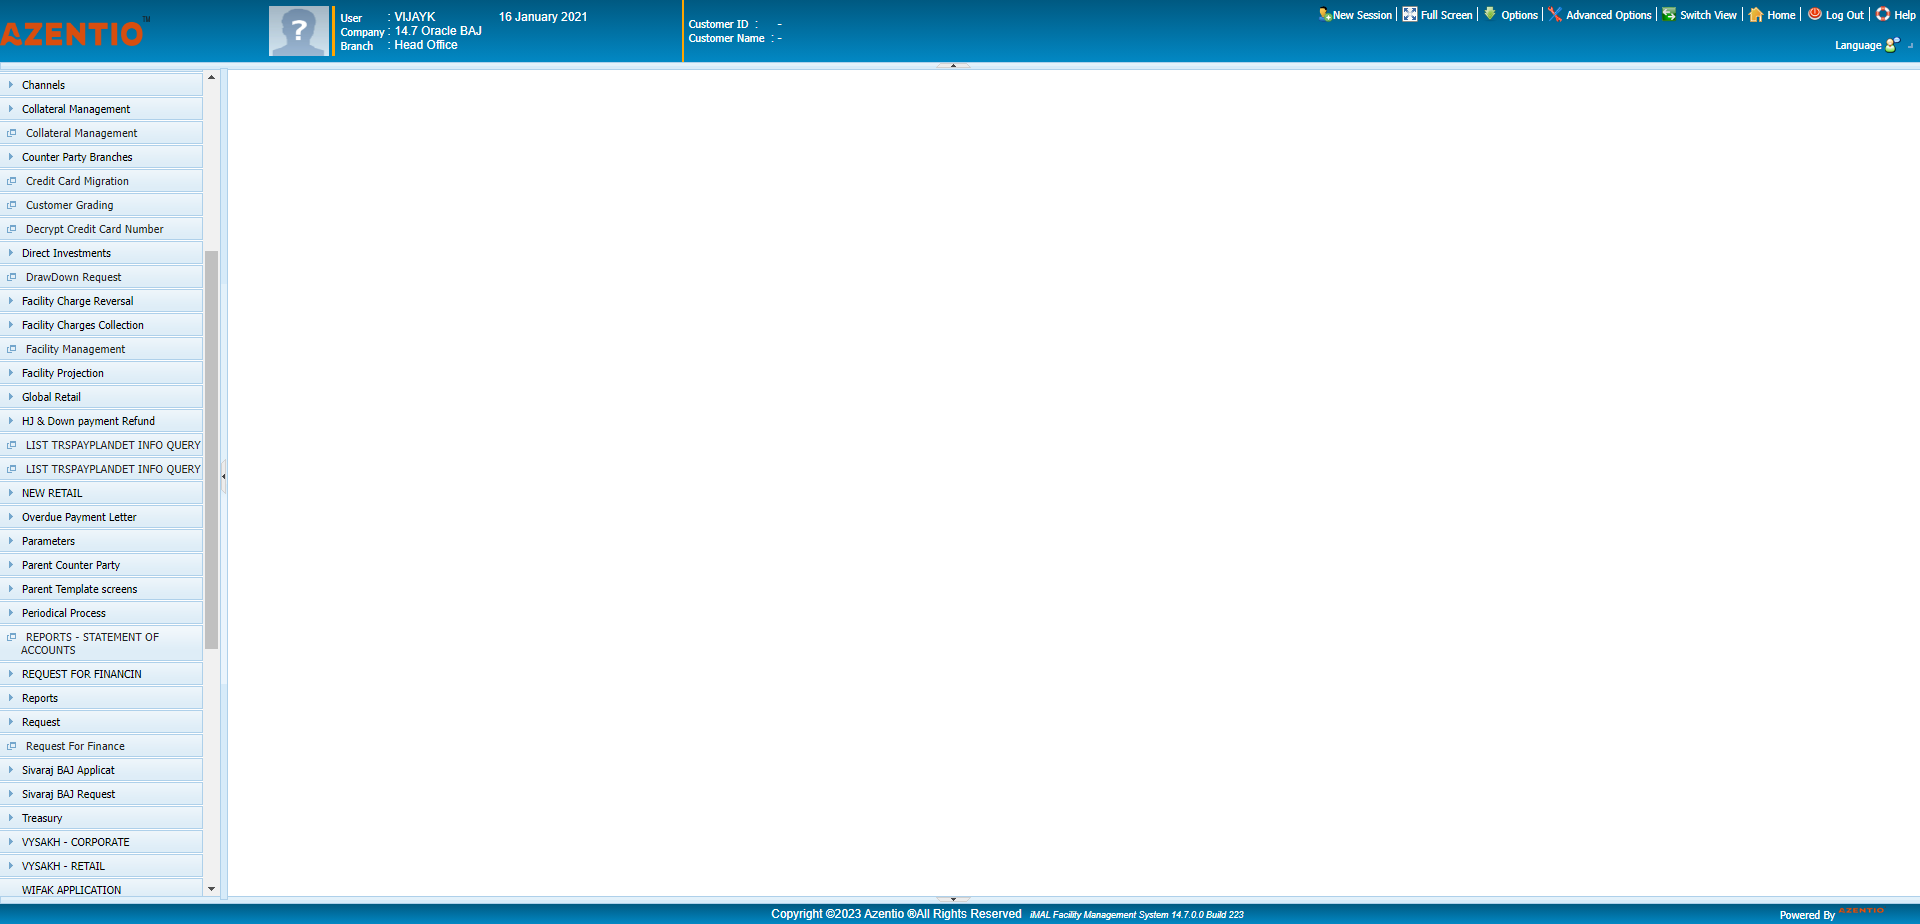 AZENTIO™
User : VIJAYK 16 January 2021
Company : 14.7 Oracle BAJ
Branch : Head Office
Customer ID : -
Customer Name : -
New Session | Full Screen | Options | Advanced Options | Switch View | Home | Log Out | Help
Language
Channels
Collateral Management
Collateral Management
Counter Party Branches
Credit Card Migration
Customer Grading
Decrypt Credit Card Number
Direct Investments
DrawDown Request
Facility Charge Reversal
Facility Charges Collection
Facility Management
Facility Projection
Global Retail
HJ & Down payment Refund
LIST TRSPAYPLANDET INFO QUERY
LIST TRSPAYPLANDET INFO QUERY
NEW RETAIL
Overdue Payment Letter
Parameters
Parent Counter Party
Parent Template screens
Periodical Process
REPORTS - STATEMENT OF
ACCOUNTS
REQUEST FOR FINANCIN
Reports
Request
Request For Finance
Sivaraj BAJ Applicat
Sivaraj BAJ Request
Treasury
VYSAKH - CORPORATE
VYSAKH - RETAIL
WIFAK APPLICATION
Copyright ©2023 Azentio ®All Rights Reserved iMAL Facility Management System 14.7.0.0 Build 223
Powered By AZENTIO